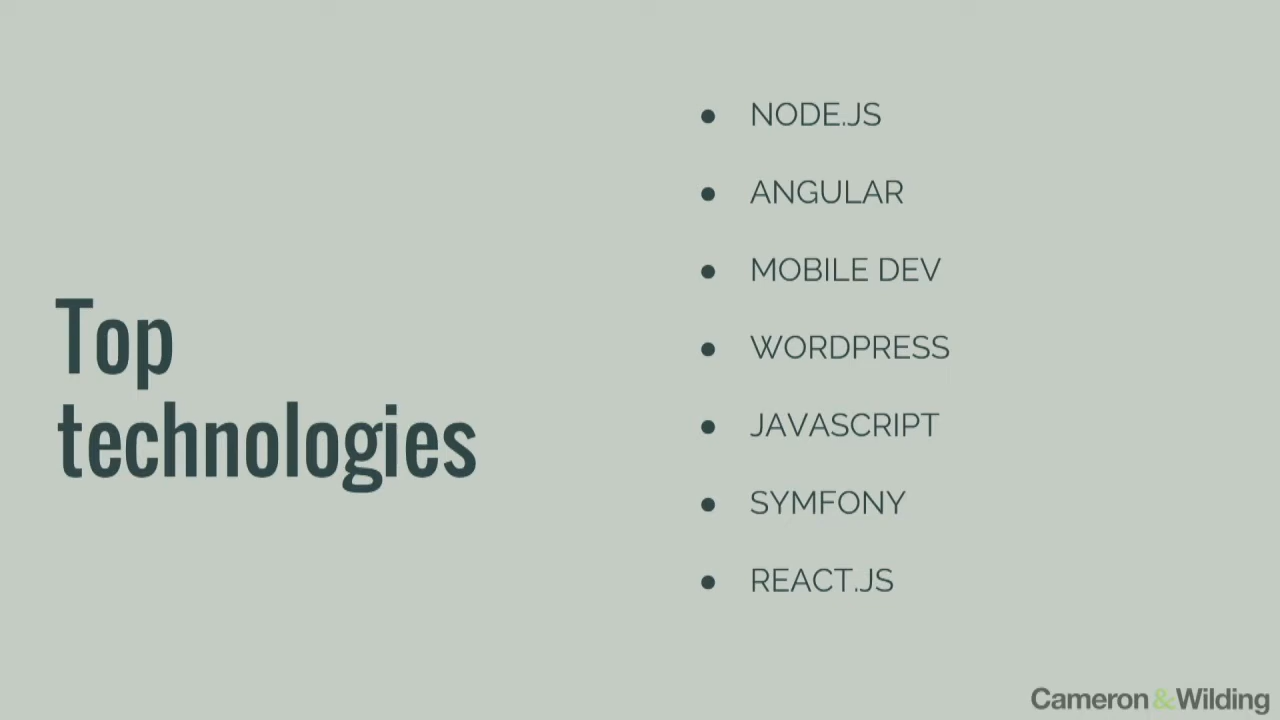 Top
technologies
● NODE.JS
● ANGULAR
● MOBILE DEV
● WORDPRESS
● JAVASCRIPT
● SYMFONY
● REACT.JS
Cameron&Wilding